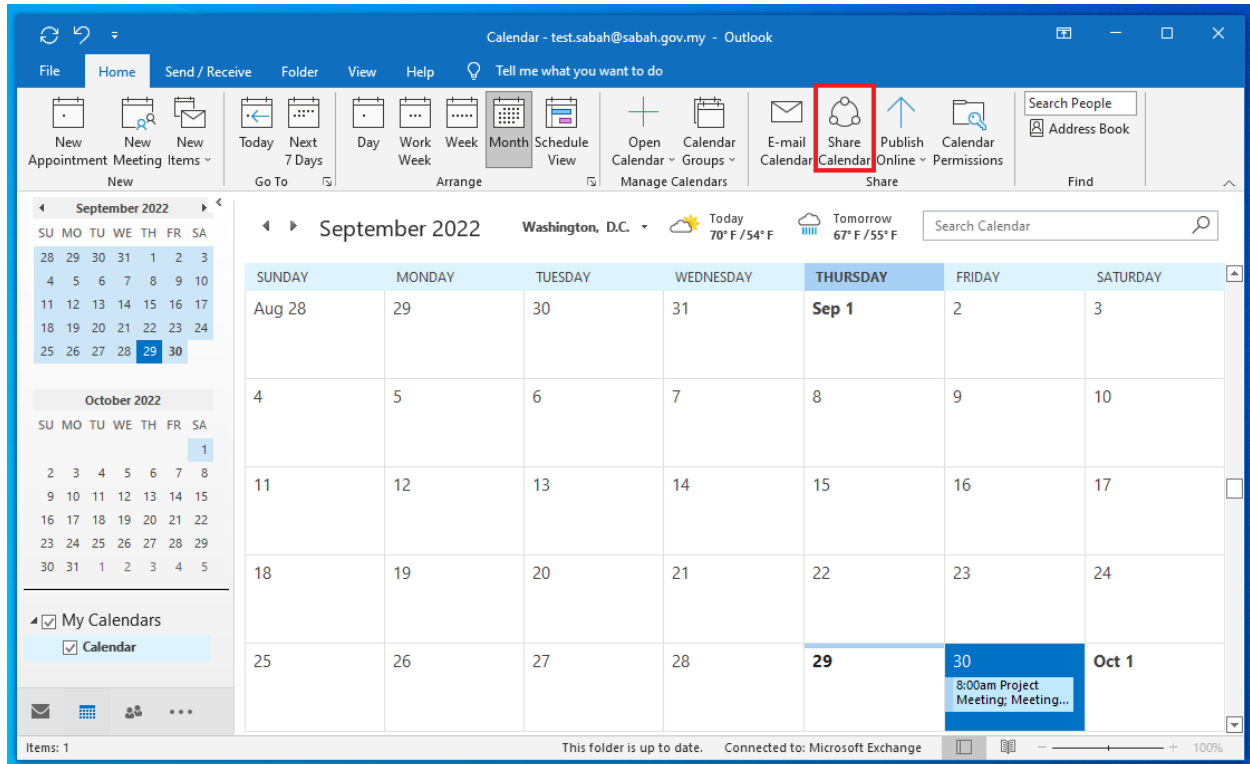 Calendar - test.sabah@sabah.gov.my - Outlook
File Home Send / Receive Folder View Help Tell me what you want to do
New Appointment New Meeting New Items
New
Today Next 7 Days
Go To
Day Work Week Week Month Schedule View
Arrange
Open Calendar Calendar Groups
Manage Calendars
E-mail Calendar Share Calendar Publish Online Calendar Permissions
Share
Search People
Address Book
Find
September 2022
SU MO TU WE TH FR SA
28 29 30 31 1 2 3
4 5 6 7 8 9 10
11 12 13 14 15 16 17
18 19 20 21 22 23 24
25 26 27 28 29 30
October 2022
SU MO TU WE TH FR SA
1
2 3 4 5 6 7 8
9 10 11 12 13 14 15
16 17 18 19 20 21 22
23 24 25 26 27 28 29
30 31 1 2 3 4 5
My Calendars
Calendar
September 2022 Washington, D.C. Today 70° F / 54° F Tomorrow 67° F / 55° F Search Calendar
SUNDAY MONDAY TUESDAY WEDNESDAY THURSDAY FRIDAY SATURDAY
Aug 28 29 30 31 Sep 1 2 3
4 5 6 7 8 9 10
11 12 13 14 15 16 17
18 19 20 21 22 23 24
25 26 27 28 29 30 Oct 1
8:00am Project
Meeting; Meeting...
Items: 1 This folder is up to date. Connected to: Microsoft Exchange 100%